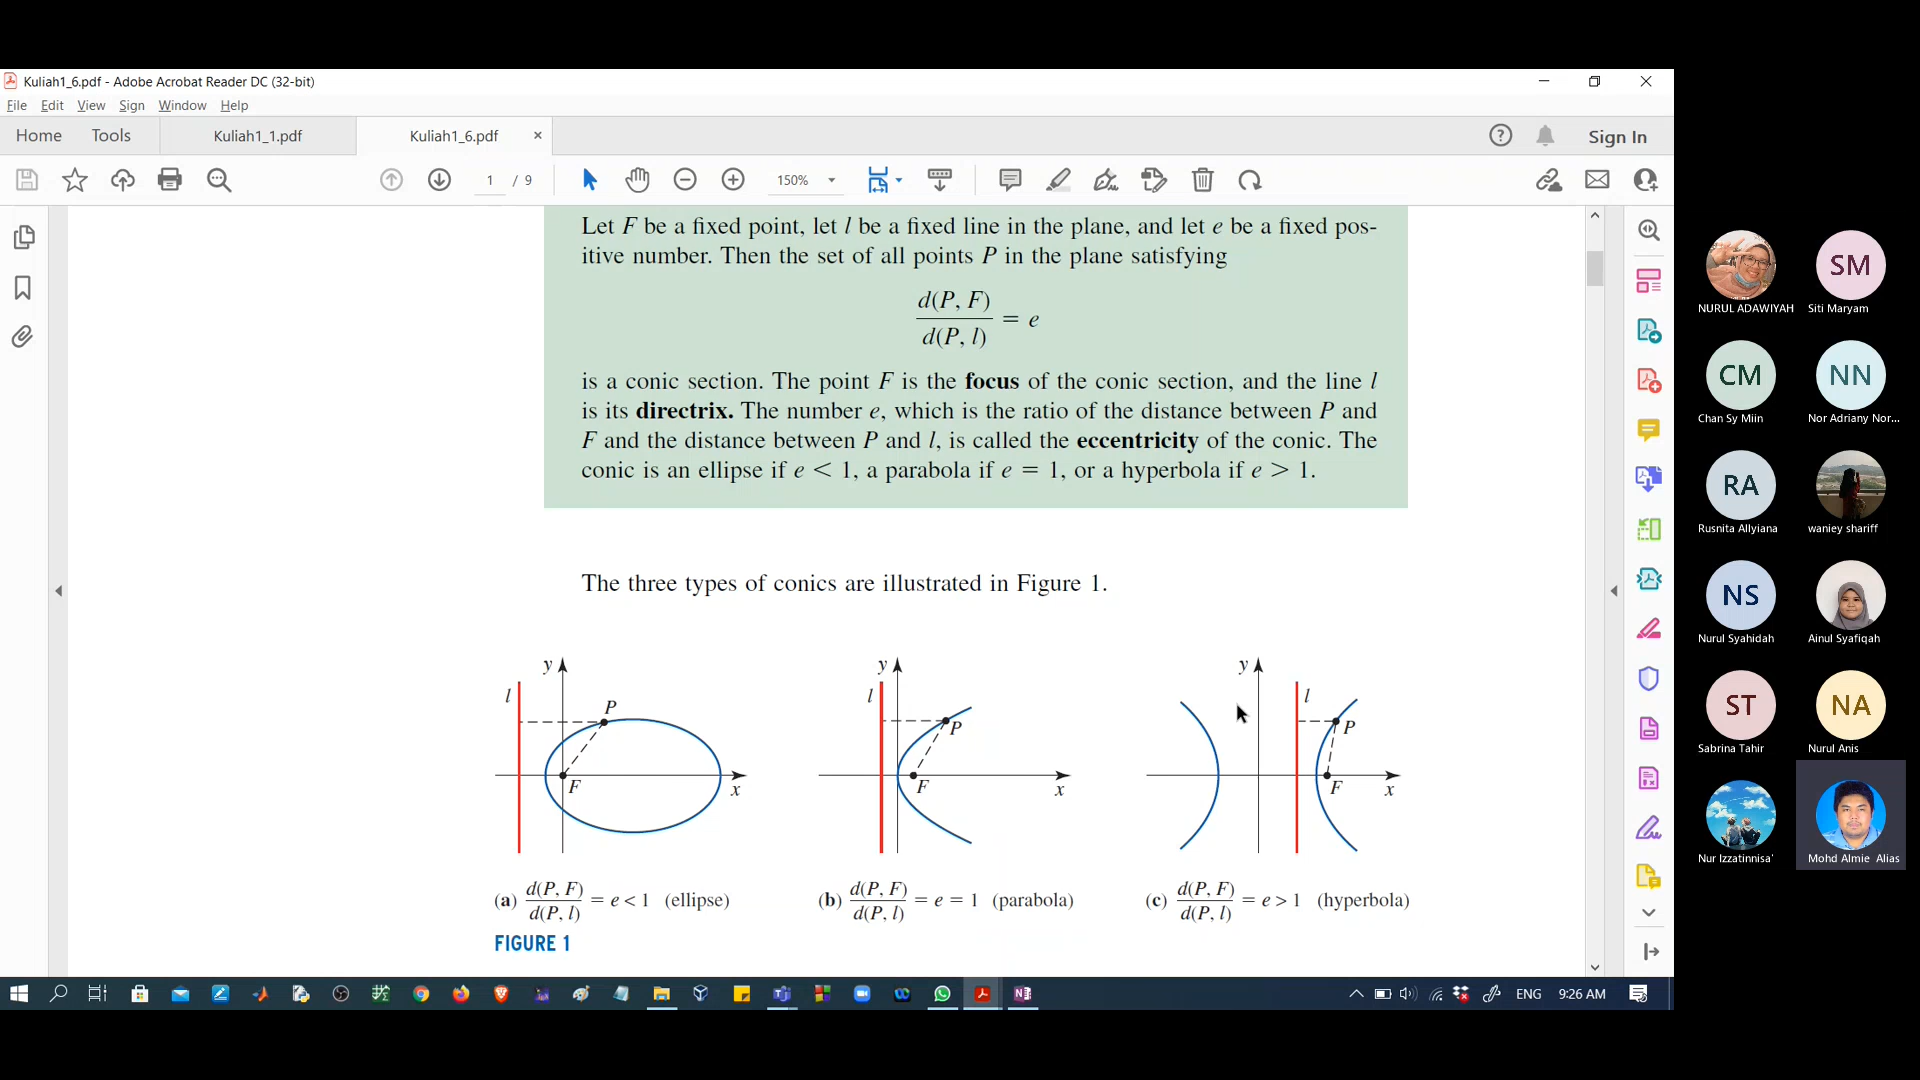 Kuliah1_6.pdf - Adobe Acrobat Reader DC (32-bit)
File Edit View Sign Window Help
Home Tools Kuliah1_1.pdf Kuliah1_6.pdf × Sign In
1 / 9 150%
Let F be a fixed point, let l be a fixed line in the plane, and let e be a fixed pos-
itive number. Then the set of all points P in the plane satisfying
d(P, F)
d(P, l)
= e
is a conic section. The point F is the focus of the conic section, and the line l
is its directrix. The number e, which is the ratio of the distance between P and
F and the distance between P and l, is called the eccentricity of the conic. The
conic is an ellipse if e < 1, a parabola if e = 1, or a hyperbola if e > 1.
The three types of conics are illustrated in Figure 1.
y
l
P
F
x
y
l
P
F
x
y
l
P
F
x
(a) d(P, F) / d(P, l) = e < 1 (ellipse)
(b) d(P, F) / d(P, l) = e = 1 (parabola)
(c) d(P, F) / d(P, l) = e > 1 (hyperbola)
FIGURE 1
ENG 9:26 AM
NURUL ADAWIYAH
SM
Siti Maryam
CM
Chan Sy Miin
NN
Nor Adriany Nor...
RA
Rusnita Allyiana
waniey shariff
NS
Nurul Syahidah
Ainul Syafiqah
ST
Sabrina Tahir
NA
Nurul Anis
Nur Izzatinnisa'
Mohd Almie Alias